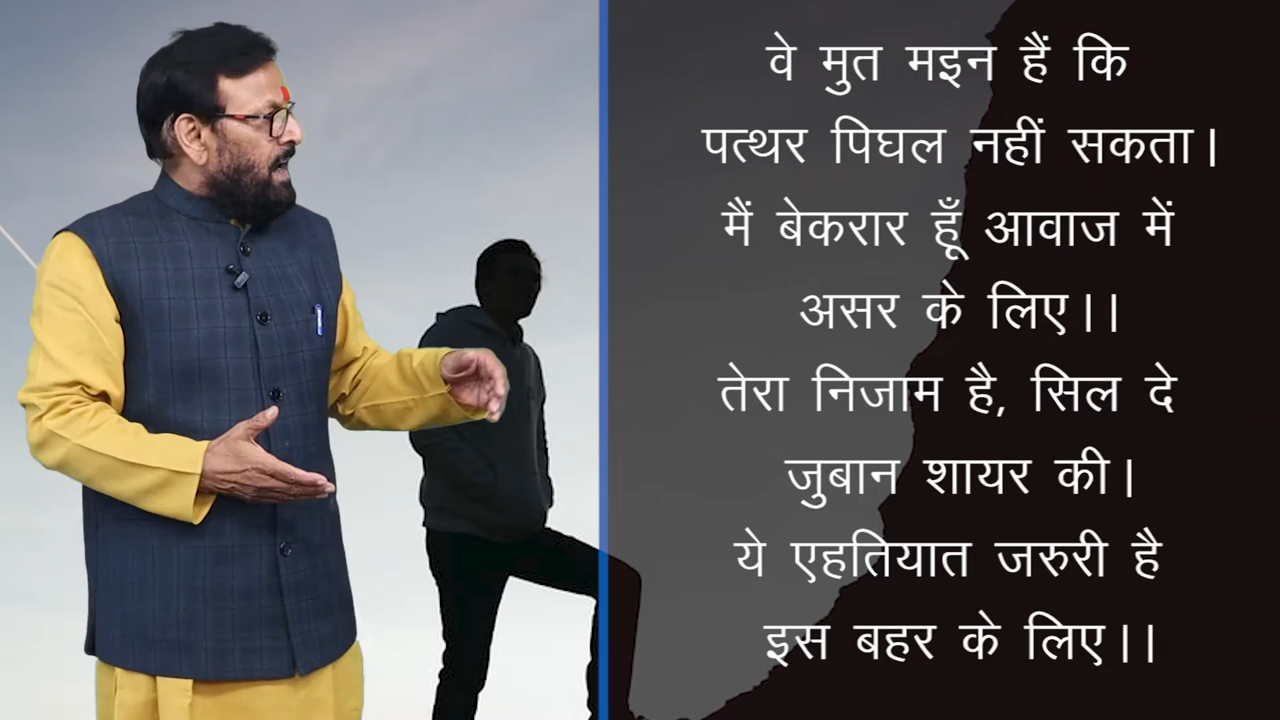 वे मुत मइन हैं कि
पत्थर पिघल नहीं सकता।
मैं बेकरार हूँ आवाज में
असर के लिए।।
तेरा निजाम है, सिल दे
जुबान शायर की।
ये एहतियात जरुरी है
इस बहर के लिए।।